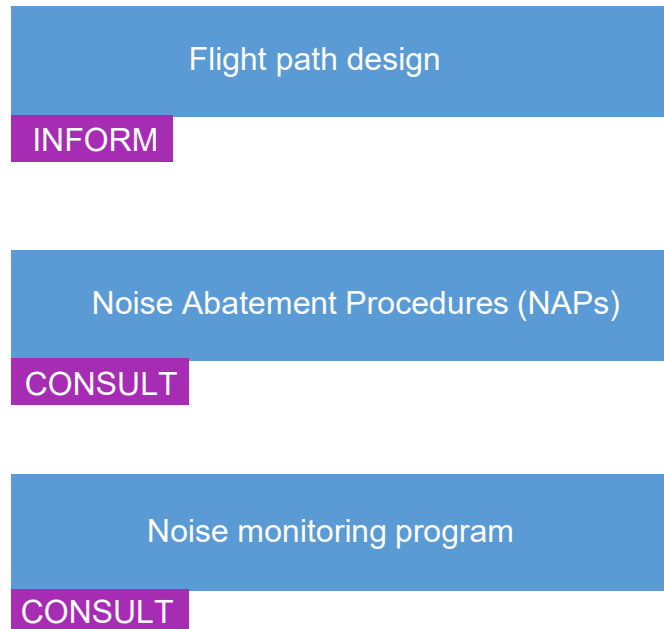 Flight path design
INFORM
Noise Abatement Procedures (NAPs)
CONSULT
Noise monitoring program
CONSULT